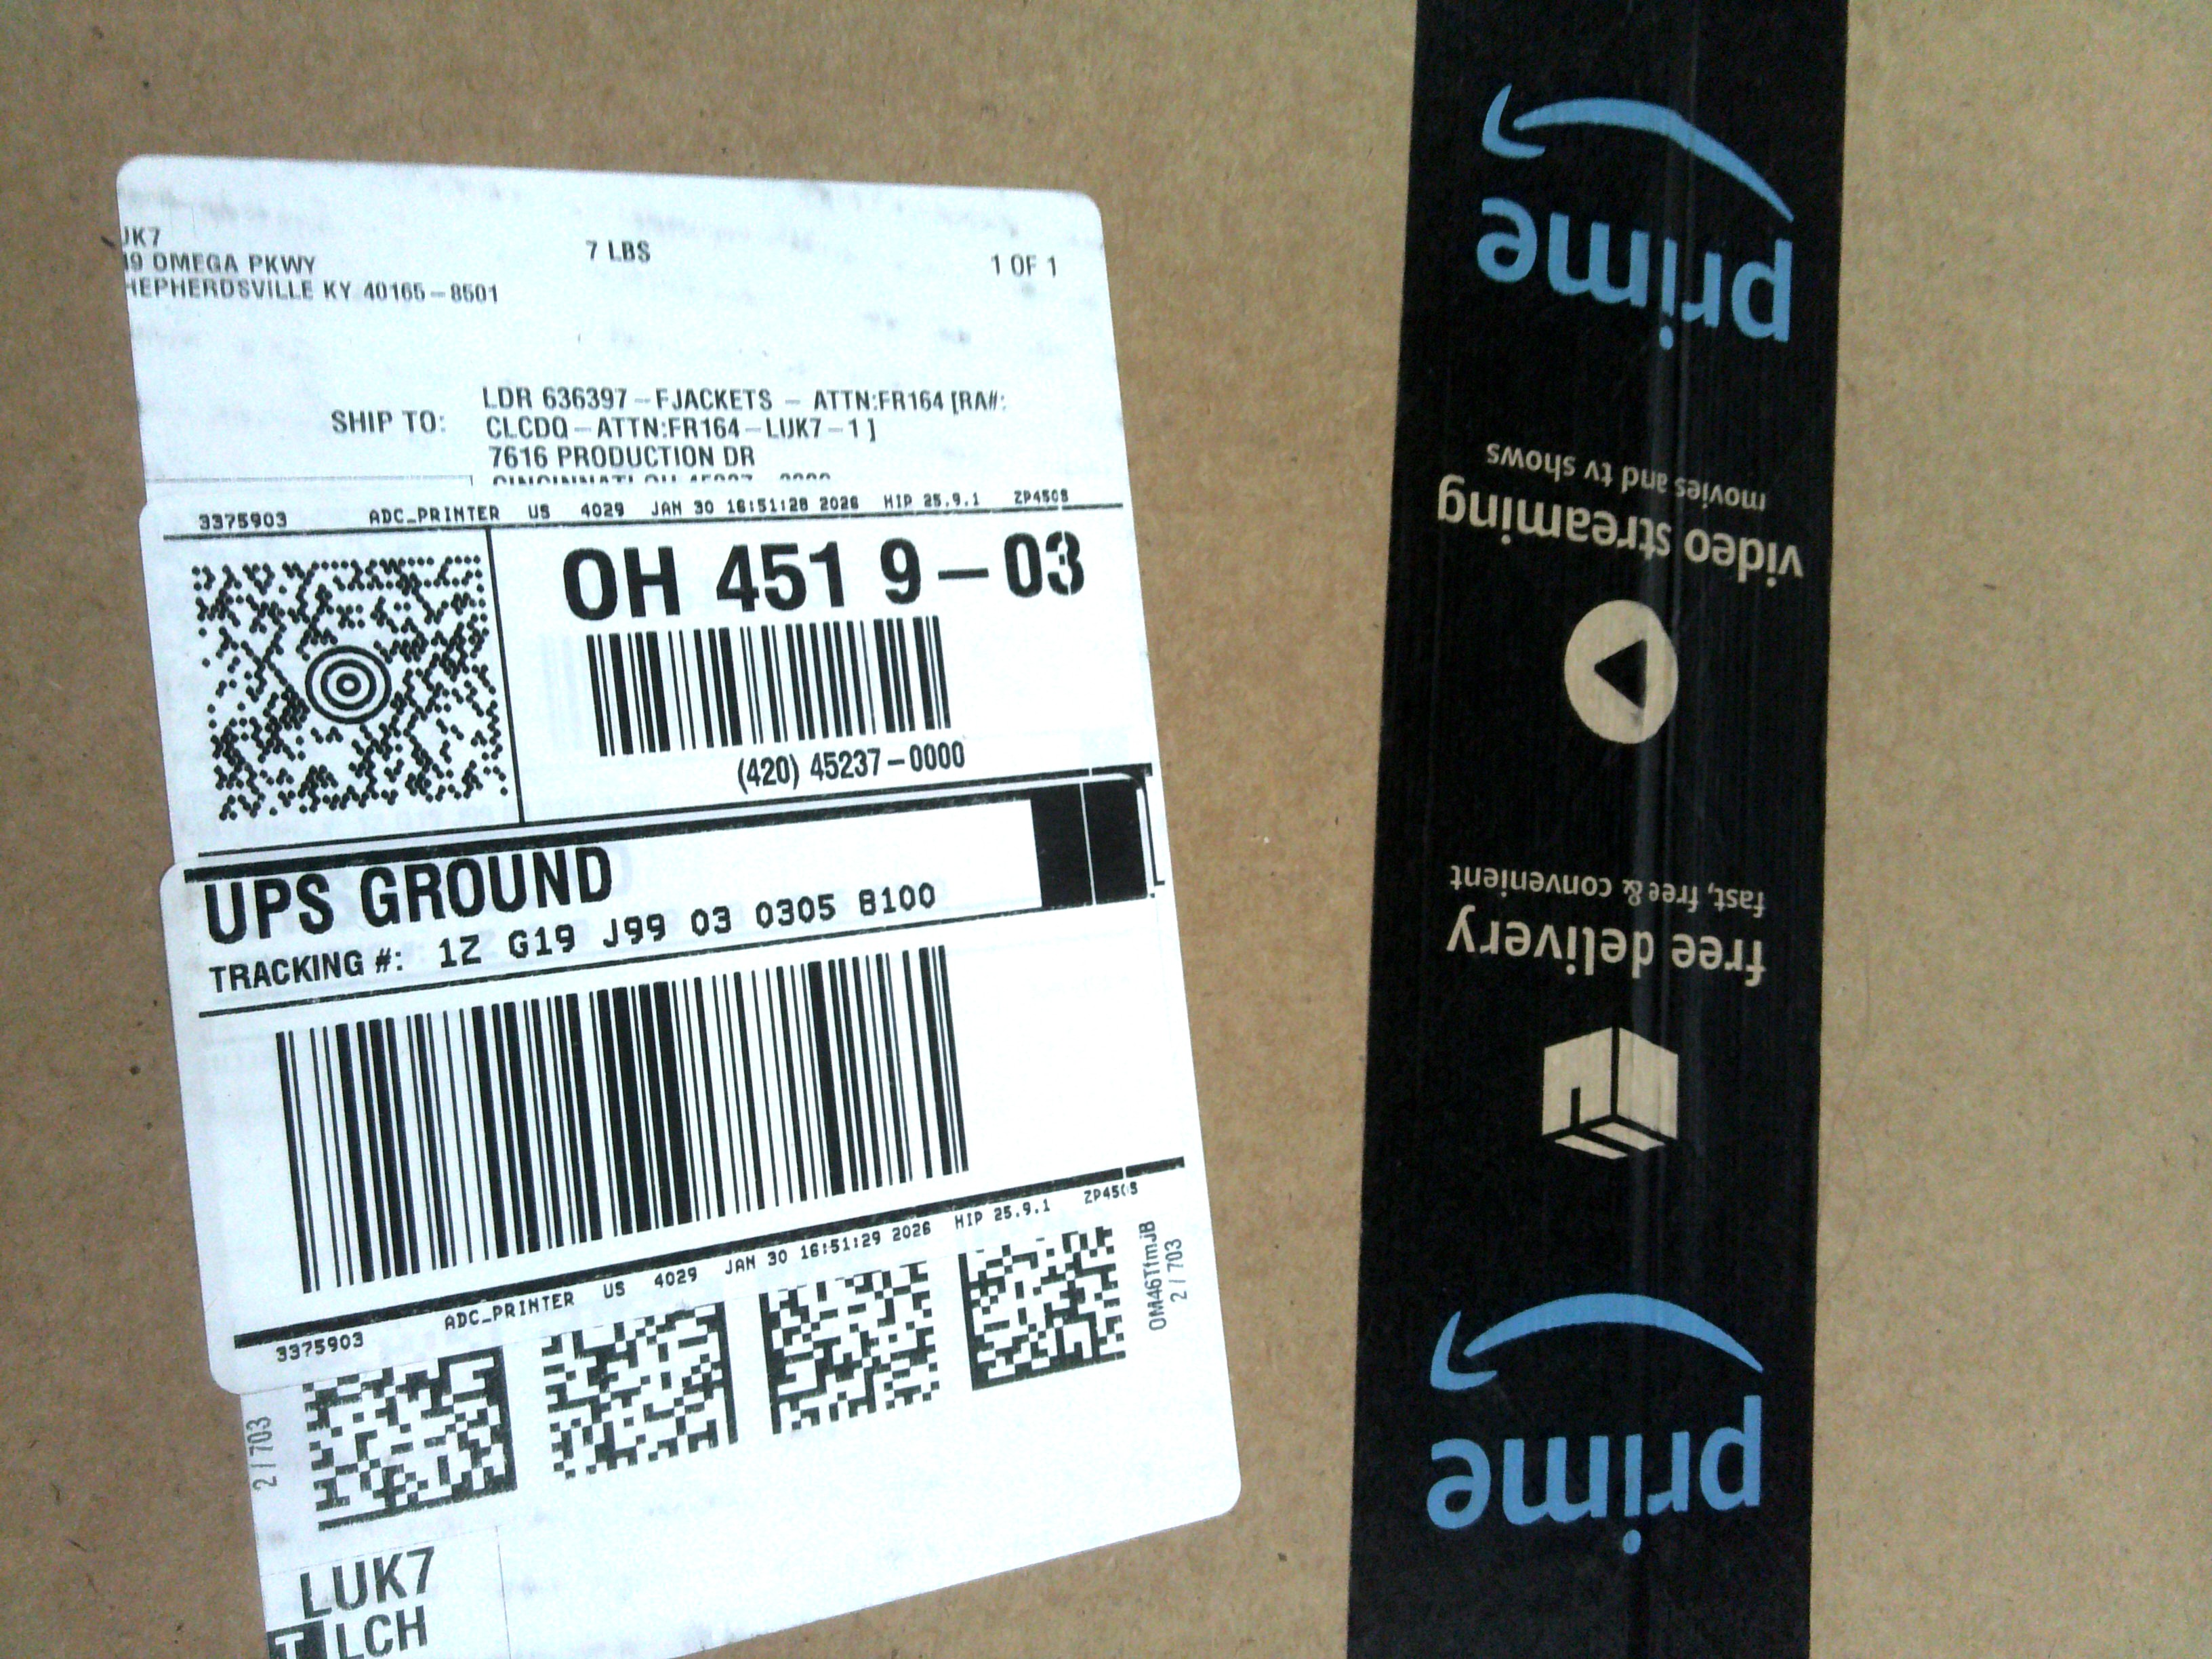 UK7
19 OMEGA PKWY
HEPHERDSVILLE KY 40165-8501
7 LBS
1 OF 1
SHIP TO:
LDR 636397-FJACKETS - ATTN:FR164 [RA#:
CLCDQ-ATTN:FR164-LUK7-1 ]
7616 PRODUCTION DR
3375903 ADC_PRINTER US 4029 JAN 30 16:51:28 2026 HIP 25.9.1 ZP450S
OH 451 9-03
(420) 45237-0000
UPS GROUND
TRACKING #: 1Z G19 J99 03 0305 8100
3375903 ADC_PRINTER US 4029 JAN 30 16:51:29 2026 HIP 25.9.1
0M46TfmJB
2 / 703
2 / 703
LUK7
T LCH
prime
free delivery
fast, free & convenient
video streaming
movies and tv shows
prime